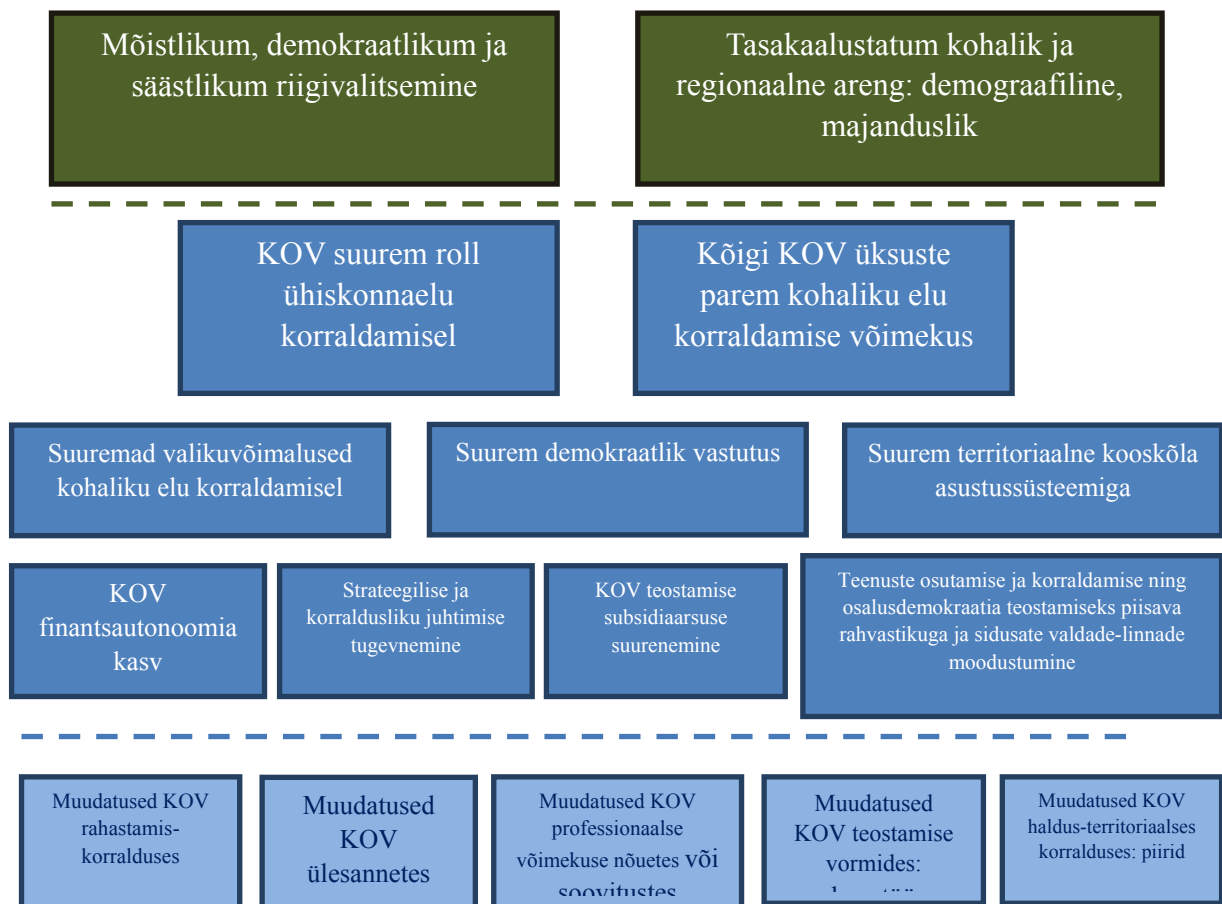 Mõistlikum, demokraatlikum ja
säästlikum riigivalitsemine
Tasakaalustatum kohalik ja
regionaalne areng: demograafiline,
majanduslik
KOV suurem roll
ühiskonnaelu
korraldamisel
Kõigi KOV üksuste
parem kohaliku elu
korraldamise võimekus
Suuremad valikuvõimalused
kohaliku elu korraldamisel
Suurem demokraatlik vastutus
Suurem territoriaalne kooskõla
asustussüsteemiga
KOV
finantsautonoomia
kasv
Strateegilise ja
korraldusliku juhtimise
tugevnemine
KOV teostamise
subsidiaarsuse
suurenemine
Teenuste osutamise ja korraldamise ning
osalusdemokraatia teostamiseks piisava
rahvastikuga ja sidusate valdade-linnade
moodustumine
Muudatused KOV
rahastamis-
korralduses
Muudatused
KOV
ülesannetes
Muudatused KOV
professionaalse
võimekuse nõuetes või
soovitustes
Muudatused
KOV teostamise
vormides:
Muudatused KOV
haldus-territoriaalses
korralduses: piirid